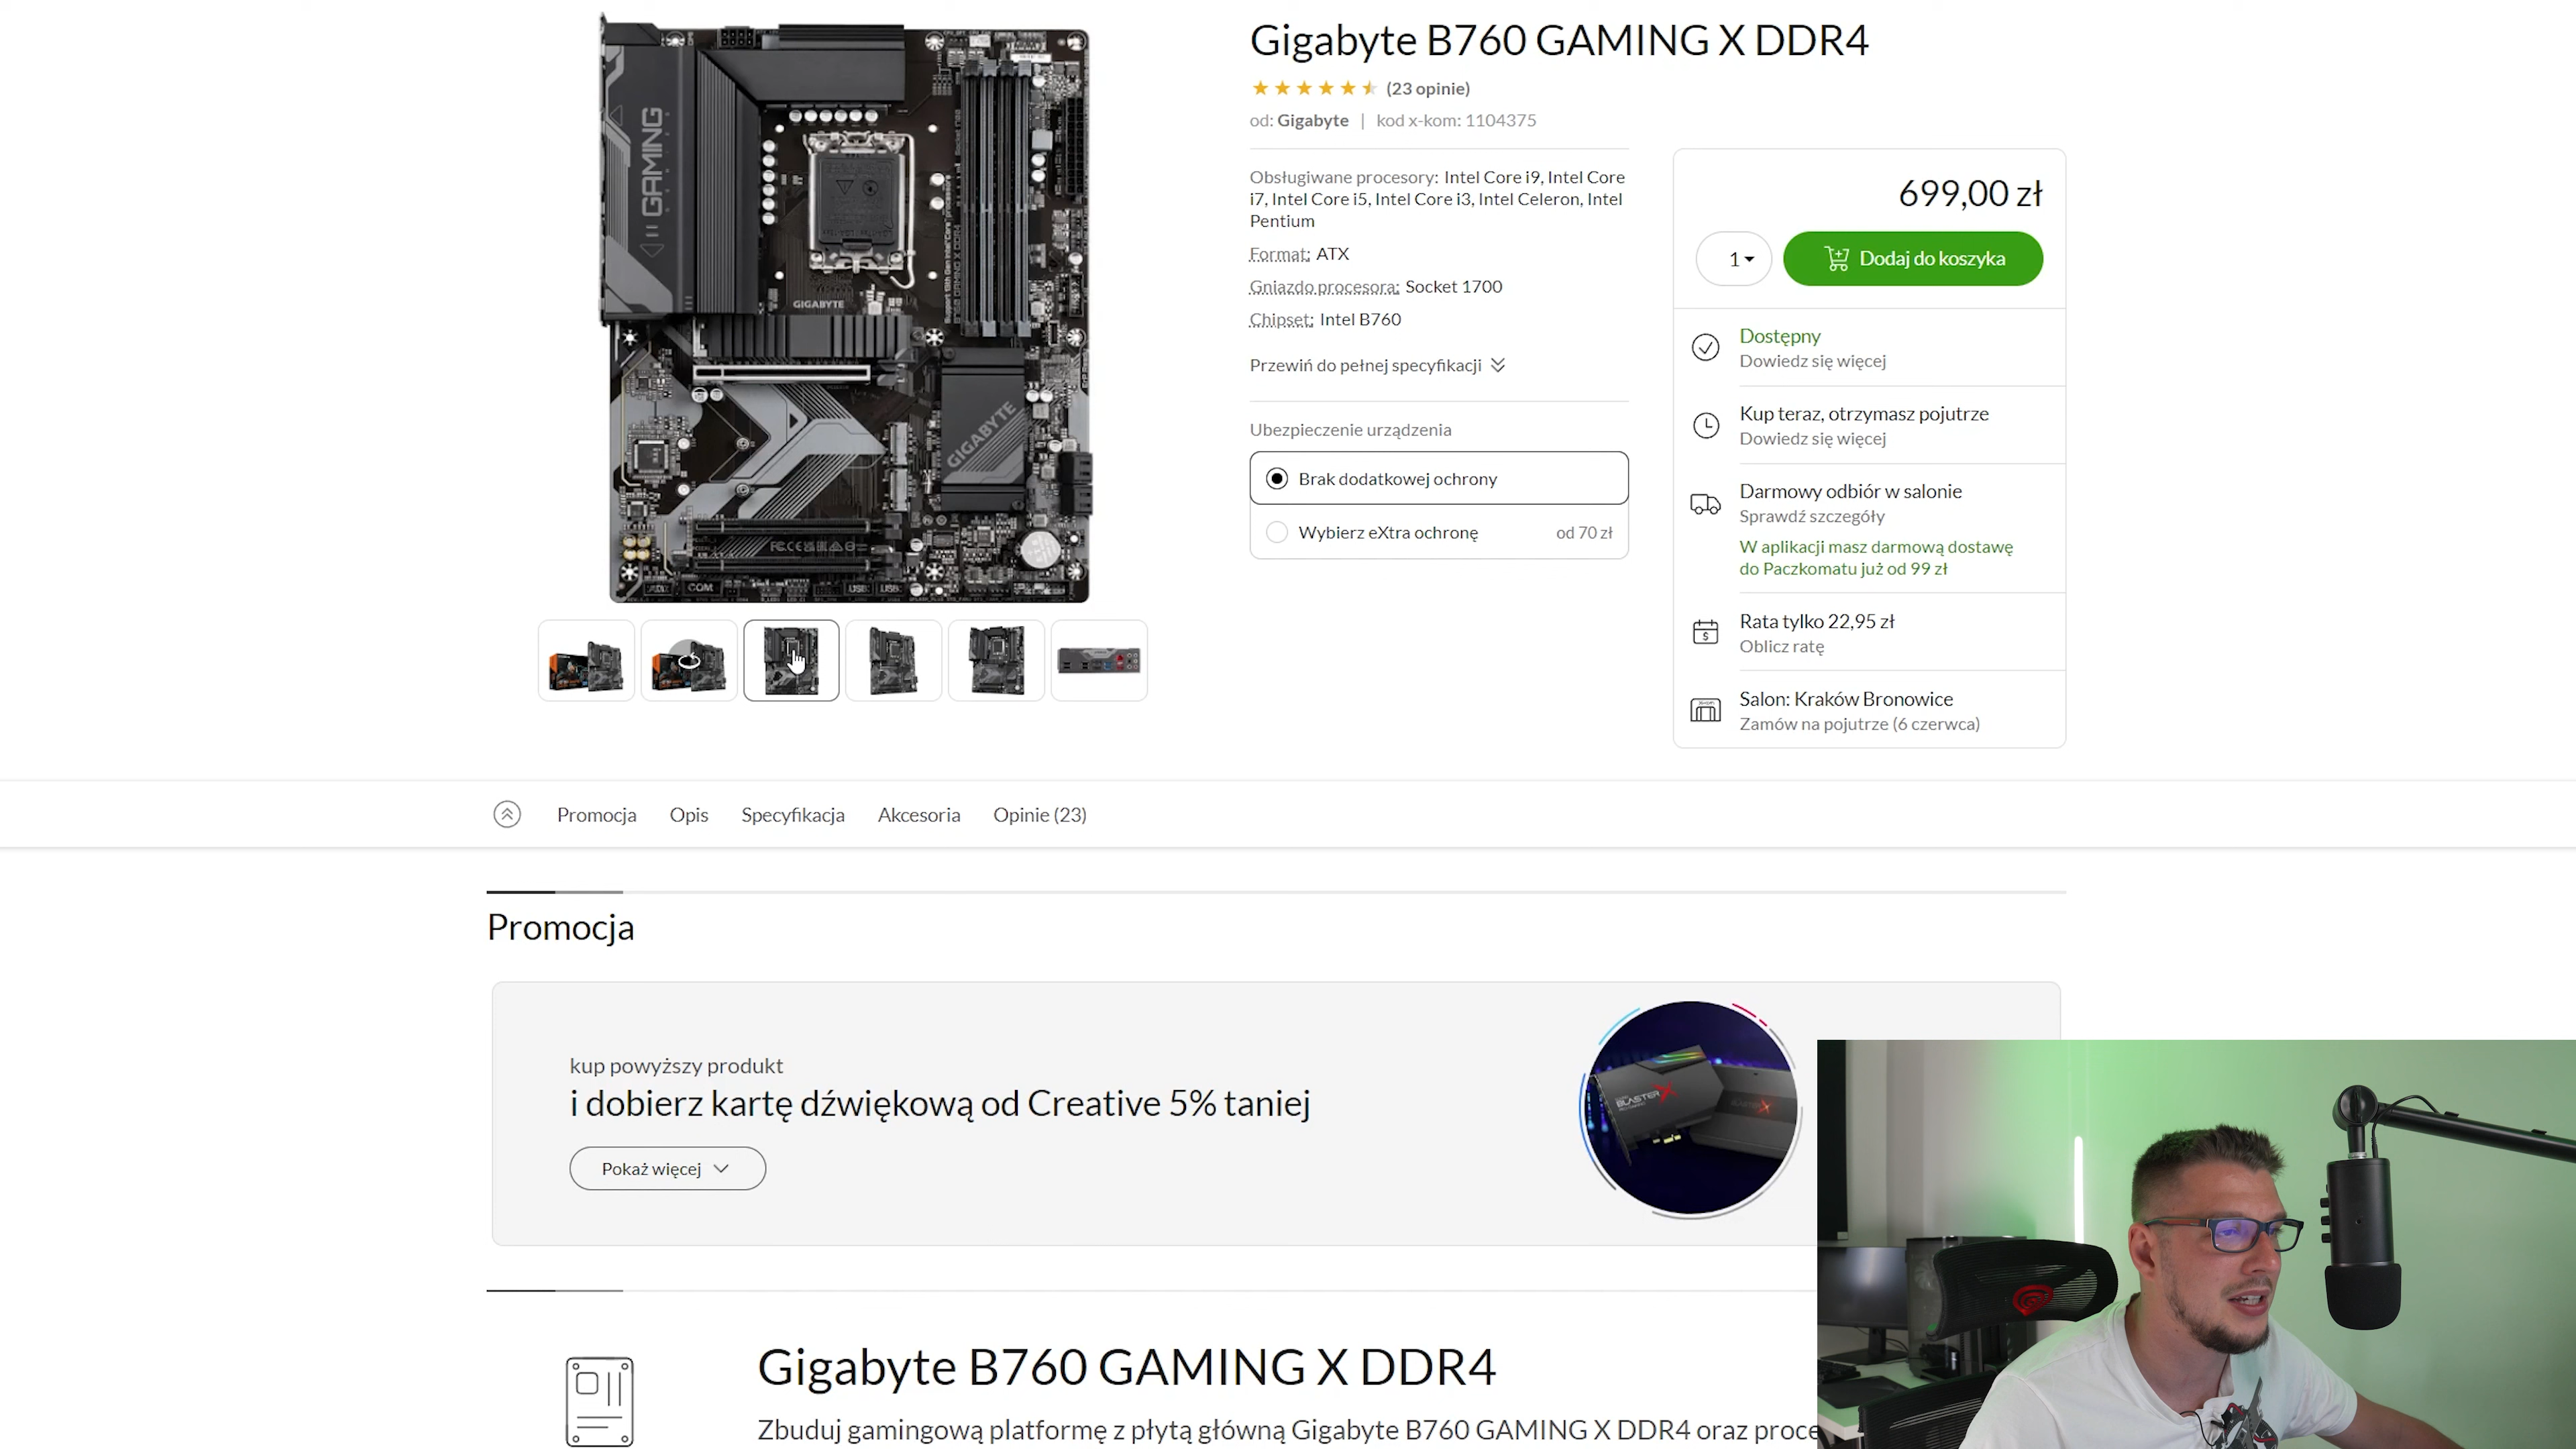 Gigabyte B760 GAMING X DDR4
(23 opinie)
od: Gigabyte | kod x-kom: 1104375
Obsługiwane procesory: Intel Core i9, Intel Core
i7, Intel Core i5, Intel Core i3, Intel Celeron, Intel
Pentium
Format: ATX
Gniazdo procesora: Socket 1700
Chipset: Intel B760
Przewiń do pełnej specyfikacji
Ubezpieczenie urządzenia
Brak dodatkowej ochrony
Wybierz eXtra ochronę od 70 zł
699,00 zł
1 Dodaj do koszyka
Dostępny
Dowiedz się więcej
Kup teraz, otrzymasz pojutrze
Dowiedz się więcej
Darmowy odbiór w salonie
Sprawdź szczegóły
W aplikacji masz darmową dostawę
do Paczkomatu już od 99 zł
Rata tylko 22,95 zł
Oblicz ratę
Salon: Kraków Bronowice
Zamów na pojutrze (6 czerwca)
GAMING
GIGABYTE
GIGABYTE
COM
USB USB
Promocja Opis Specyfikacja Akcesoria Opinie (23)
Promocja
kup powyższy produkt
i dobierz kartę dźwiękową od Creative 5% taniej
Pokaż więcej
BLASTERX
Gigabyte B760 GAMING X DDR4
Zbuduj gamingową platformę z płytą główną Gigabyte B760 GAMING X DDR4 oraz proce